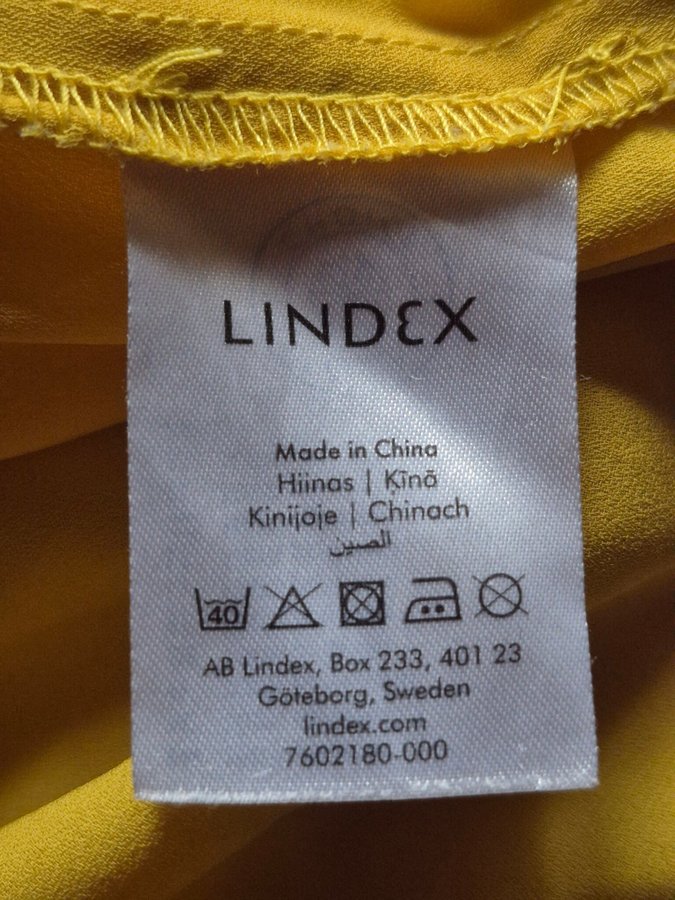 LINDEX
Made in China
Hiinas | Ķīnā
Kinijoje | Chinach
الصين
40
AB Lindex, Box 233, 401 23
Göteborg, Sweden
lindex.com
7602180-000